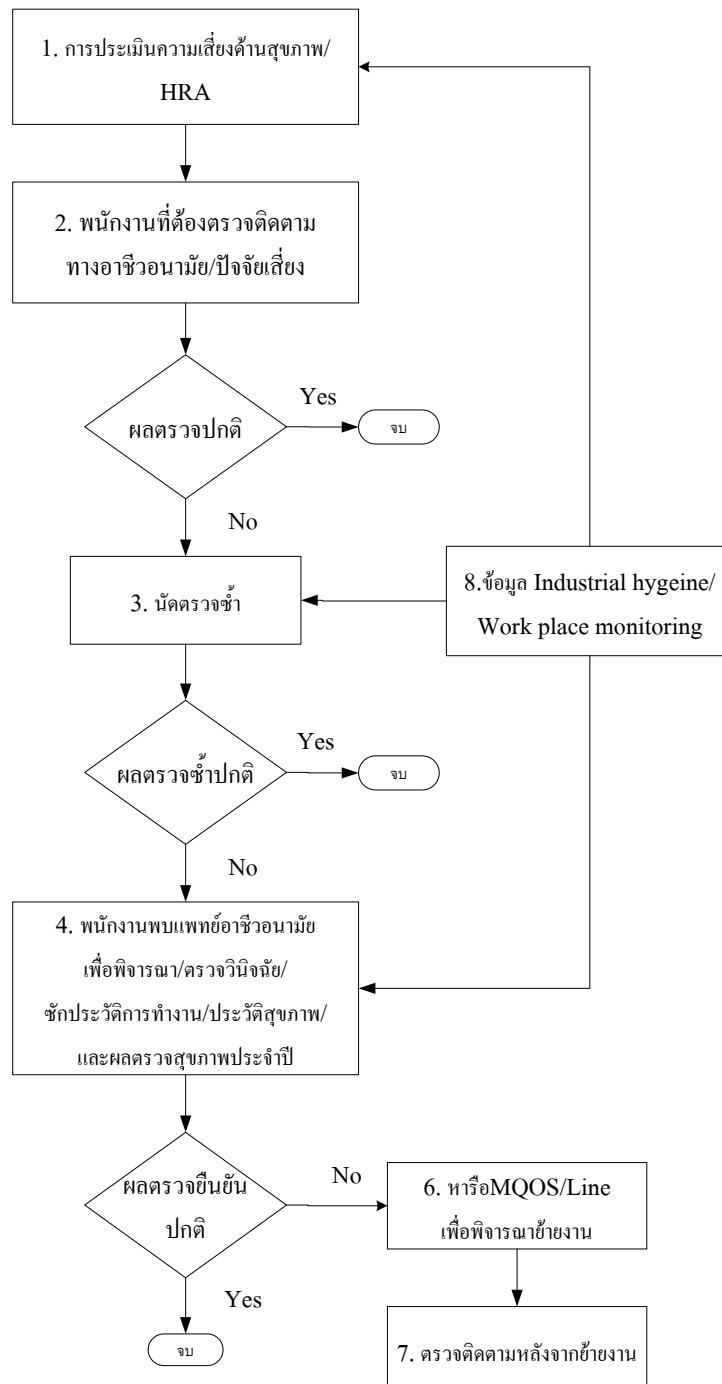 1. การประเมินความเสี่ยงด้านสุขภาพ/
HRA
2. พนักงานที่ต้องตรวจติดตาม
ทางอาชีวอนามัย/ปัจจัยเสี่ยง
Yes
ผลตรวจปกติ
จบ
No
3. นัดตรวจซ้ำ
8.ข้อมูล Industrial hygeine/
Work place monitoring
Yes
ผลตรวจซ้ำปกติ
จบ
No
4. พนักงานพบแพทย์อาชีวอนามัย
เพื่อพิจารณา/ตรวจวินิจฉัย/
ซักประวัติการทำงาน/ประวัติสุขภาพ/
และผลตรวจสุขภาพประจำปี
ผลตรวจยืนยัน
ปกติ
No
6. หารือMQOS/Line
เพื่อพิจารณาย้ายงาน
Yes
จบ
7. ตรวจติดตามหลังจากย้ายงาน